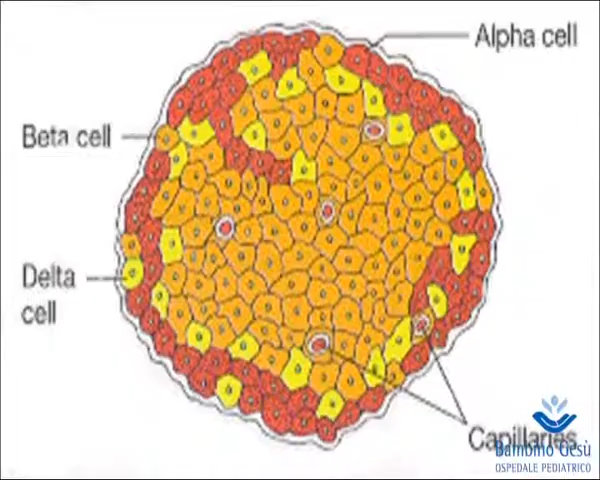 Alpha cell
Beta cell
Delta
cell
Capillaries
Bambino Gesù
OSPEDALE PEDIATRICO